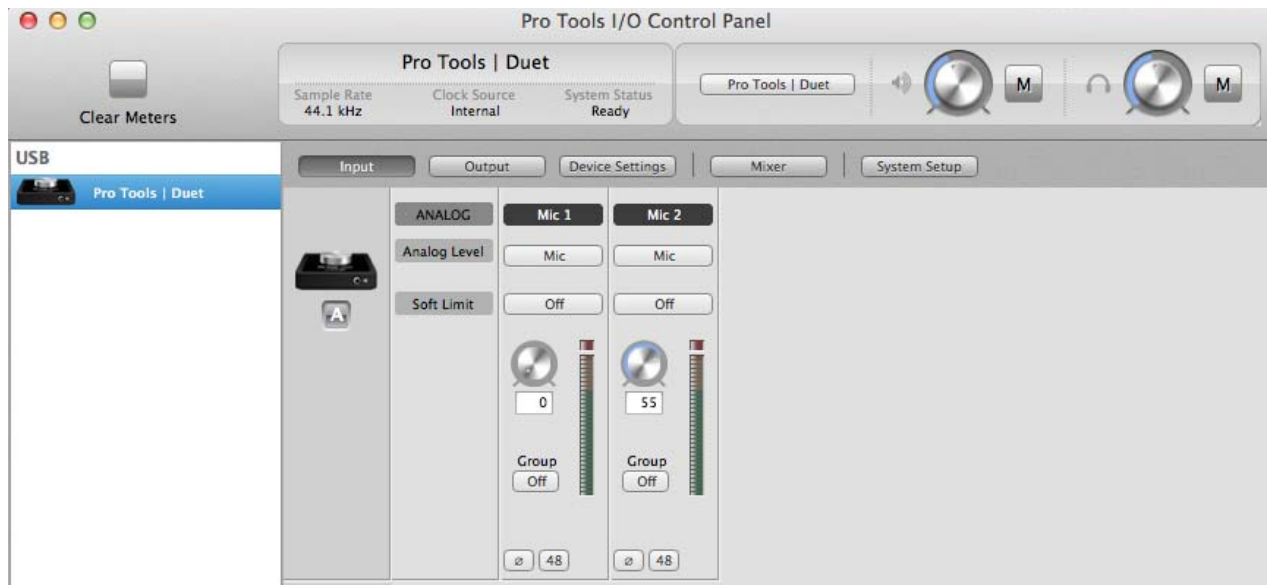 Pro Tools I/O Control Panel
Clear Meters
Pro Tools | Duet
Sample Rate Clock Source System Status
44.1 kHz Internal Ready
Pro Tools | Duet
M
M
USB
Pro Tools | Duet
Input Output Device Settings Mixer System Setup
ANALOG Mic 1 Mic 2
Analog Level Mic Mic
A
Soft Limit Off Off
0 55
Group Group
Off Off
ø 48 ø 48